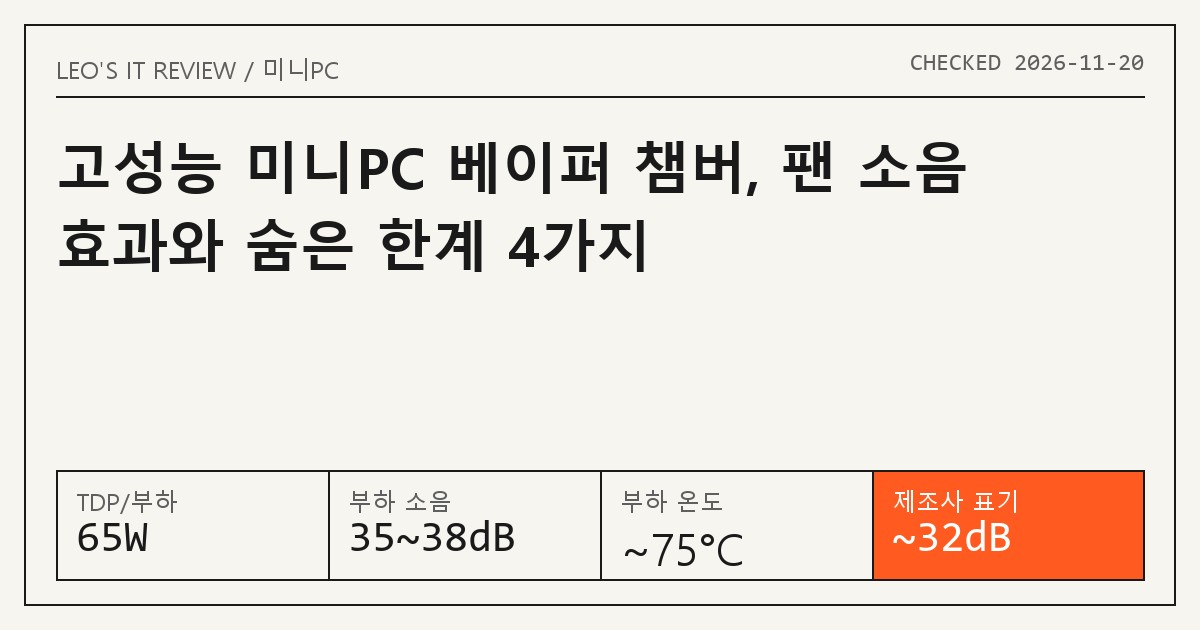 LEO'S IT REVIEW / 미니PC
CHECKED 2026-11-20
고성능 미니PC 베이퍼 챔버, 팬 소음
효과와 숨은 한계 4가지
TDP/부하
65W
부하 소음
35~38dB
부하 온도
~75°C
제조사 표기
~32dB